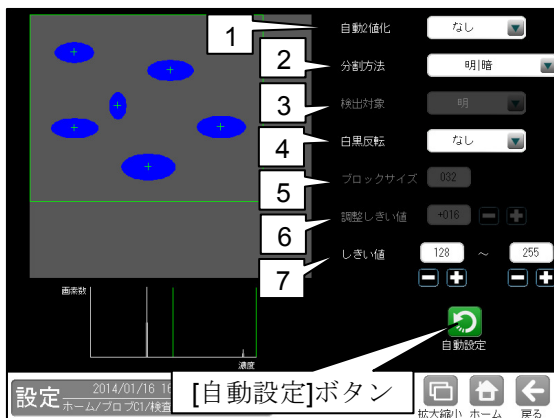 1
自動2値化
なし
2
分割方法
明|暗
3
検出対象
明
4
白黒反転
なし
5
ブロックサイズ
032
6
調整しきい値
+016
7
しきい値
128 ～ 255
画素数
濃度
自動設定
[自動設定]ボタン
設定
2014/01/16 16
ホーム/ブロブC1/検査
拡大縮小
ホーム
戻る